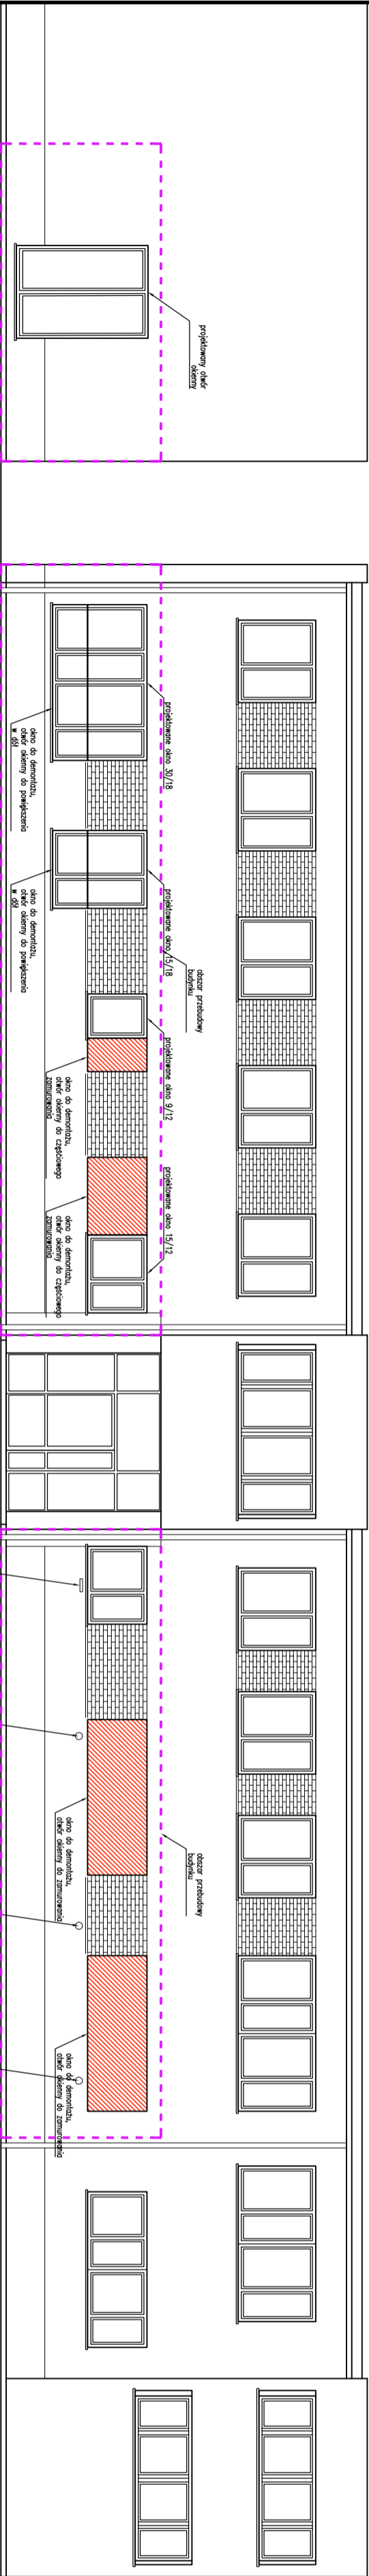 projektowany otwór
okienny
projektowane okno 30/18
okno do demontażu,
otwór okienny do powiększenia
w dół
projektowane okno 15/18
okno do demontażu,
otwór okienny do powiększenia
w dół
obszar przebudowy
budynku
projektowane okno 9/12
okno do demontażu,
otwór okienny do częściowego
zamurowania
projektowane okno 15/12
okno do demontażu,
otwór okienny do częściowego
zamurowania
obszar przebudowy
budynku
okno do demontażu,
otwór okienny do zamurowania
okno do demontażu,
otwór okienny do zamurowania